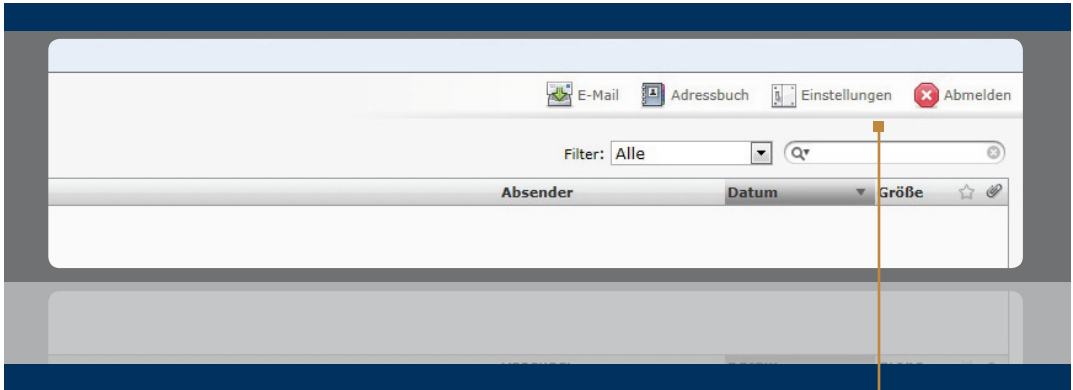 E-Mail Adressbuch Einstellungen Abmelden
Filter: Alle
Absender Datum Größe